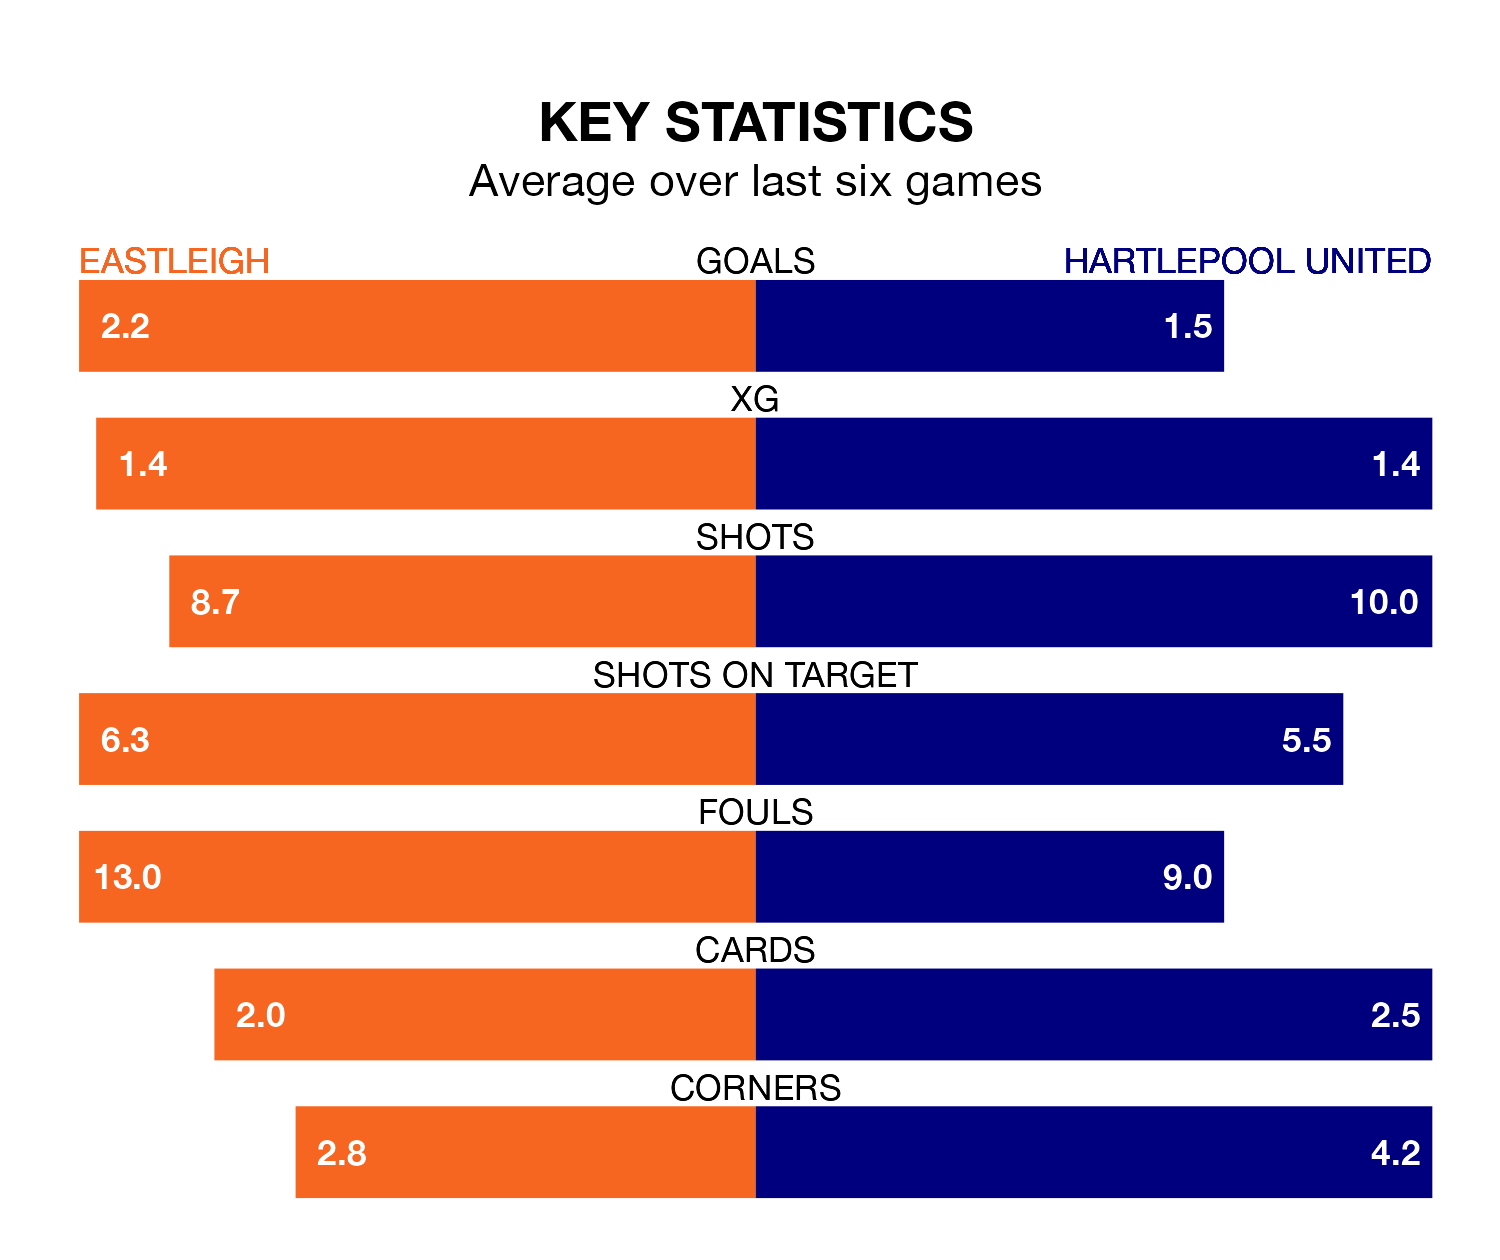 KEY STATISTICS
Average over last six games
EASTLEIGH GOALS HARTLEPOOL UNITED
2.2 1.5
XG
1.4 1.4
SHOTS
8.7 10.0
SHOTS ON TARGET
6.3 5.5
FOULS
13.0 9.0
CARDS
2.0 2.5
CORNERS
2.8 4.2